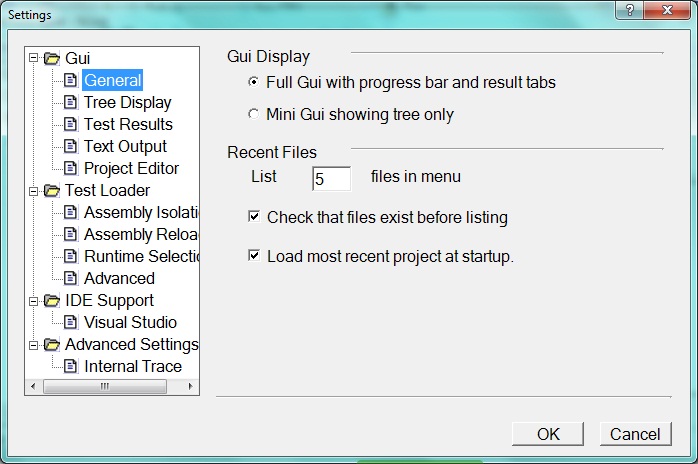 Settings
Gui
General
Tree Display
Test Results
Text Output
Project Editor
Test Loader
Assembly Isolati
Assembly Reloa
Runtime Selectio
Advanced
IDE Support
Visual Studio
Advanced Settings
Internal Trace
Gui Display
Full Gui with progress bar and result tabs
Mini Gui showing tree only
Recent Files
List 5 files in menu
Check that files exist before listing
Load most recent project at startup.
OK Cancel